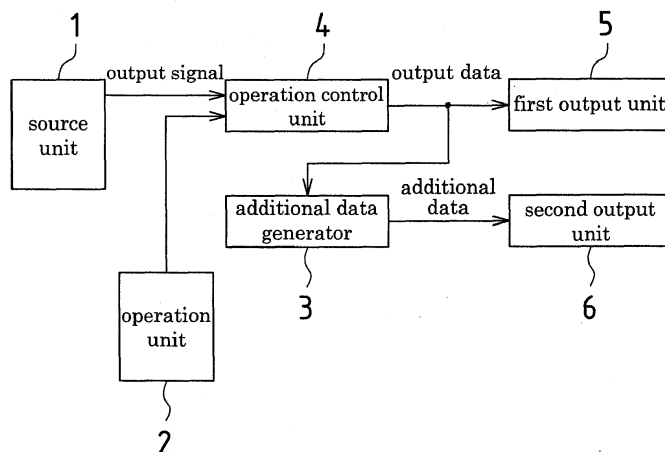 1
4
5
output signal
output data
source
unit
operation control
unit
first output unit
additional
data
additional data
generator
second output
unit
3
6
operation
unit
2